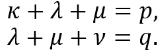 κ + λ + μ = p,
λ + μ + ν = q.